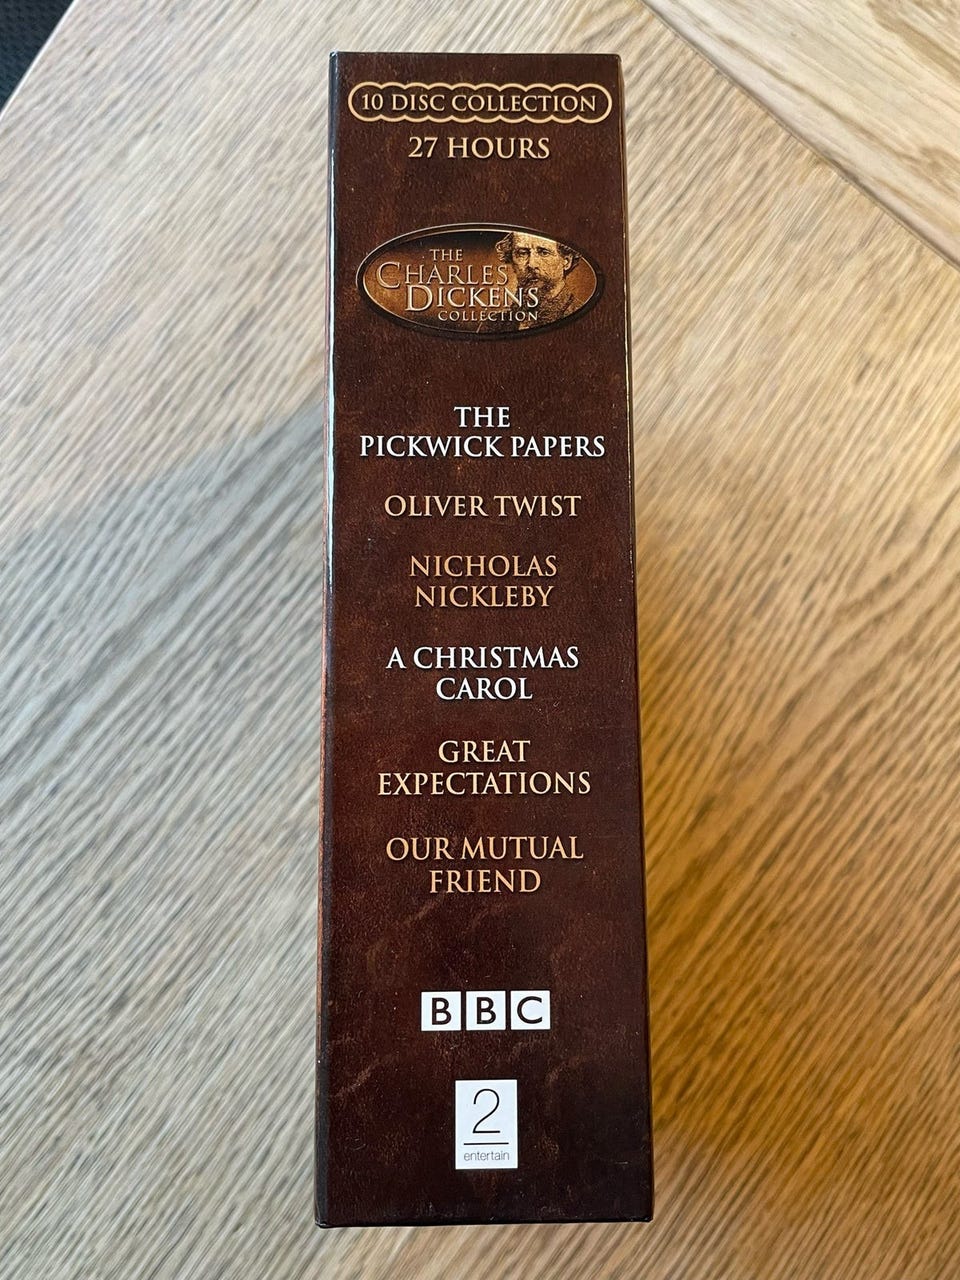 10 DISC COLLECTION
27 HOURS
THE
CHARLES
DICKENS
COLLECTION
THE
PICKWICK PAPERS
OLIVER TWIST
NICHOLAS
NICKLEBY
A CHRISTMAS
CAROL
GREAT
EXPECTATIONS
OUR MUTUAL
FRIEND
BBC
2
entertain